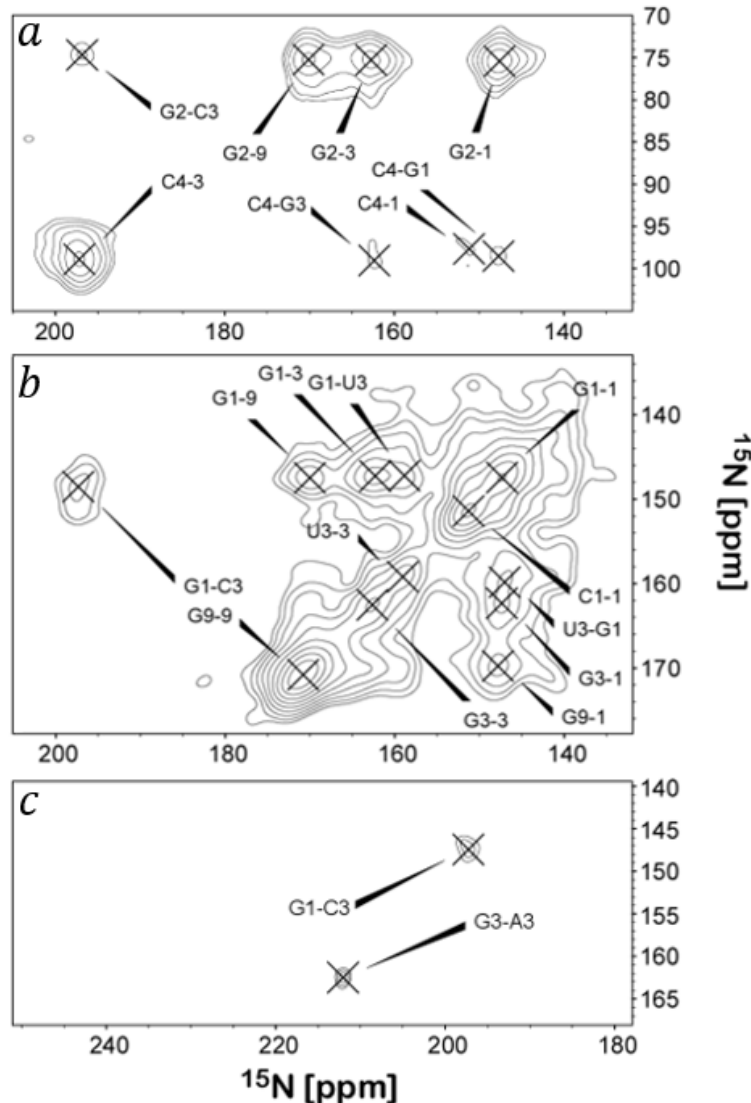 a
70
75
80
85
90
95
100
G2-C3
G2-9
G2-3
G2-1
C4-G1
C4-3
C4-G3
C4-1
200
180
160
140
b
140
150
160
170
G1-3
G1-U3
G1-1
G1-9
U3-3
G1-C3
C1-1
G9-9
U3-G1
G3-1
G3-3
G9-1
200
180
160
140
15N [ppm]
c
140
145
150
155
160
165
G1-C3
G3-A3
240
220
200
180
15N [ppm]